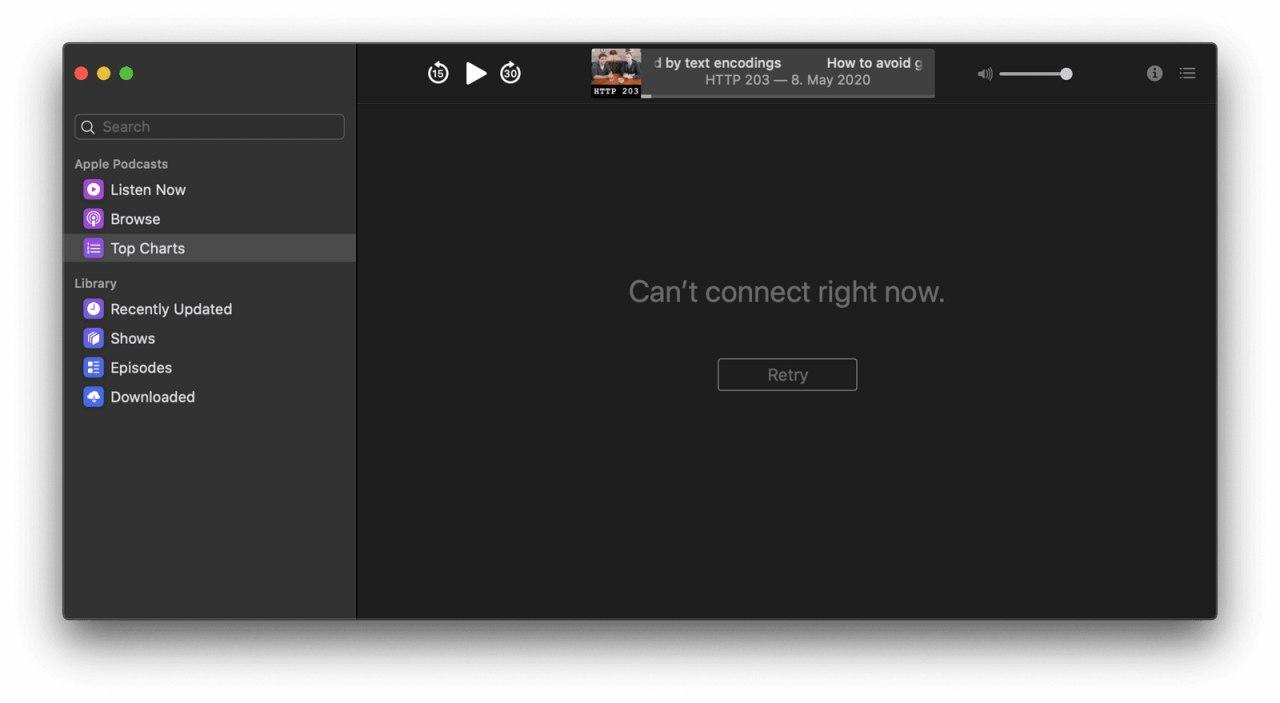 Search
Apple Podcasts
Listen Now
Browse
Top Charts
Library
Recently Updated
Shows
Episodes
Downloaded
15
30
HTTP 203
d by text encodings How to avoid g
HTTP 203 — 8. May 2020
Can't connect right now.
Retry